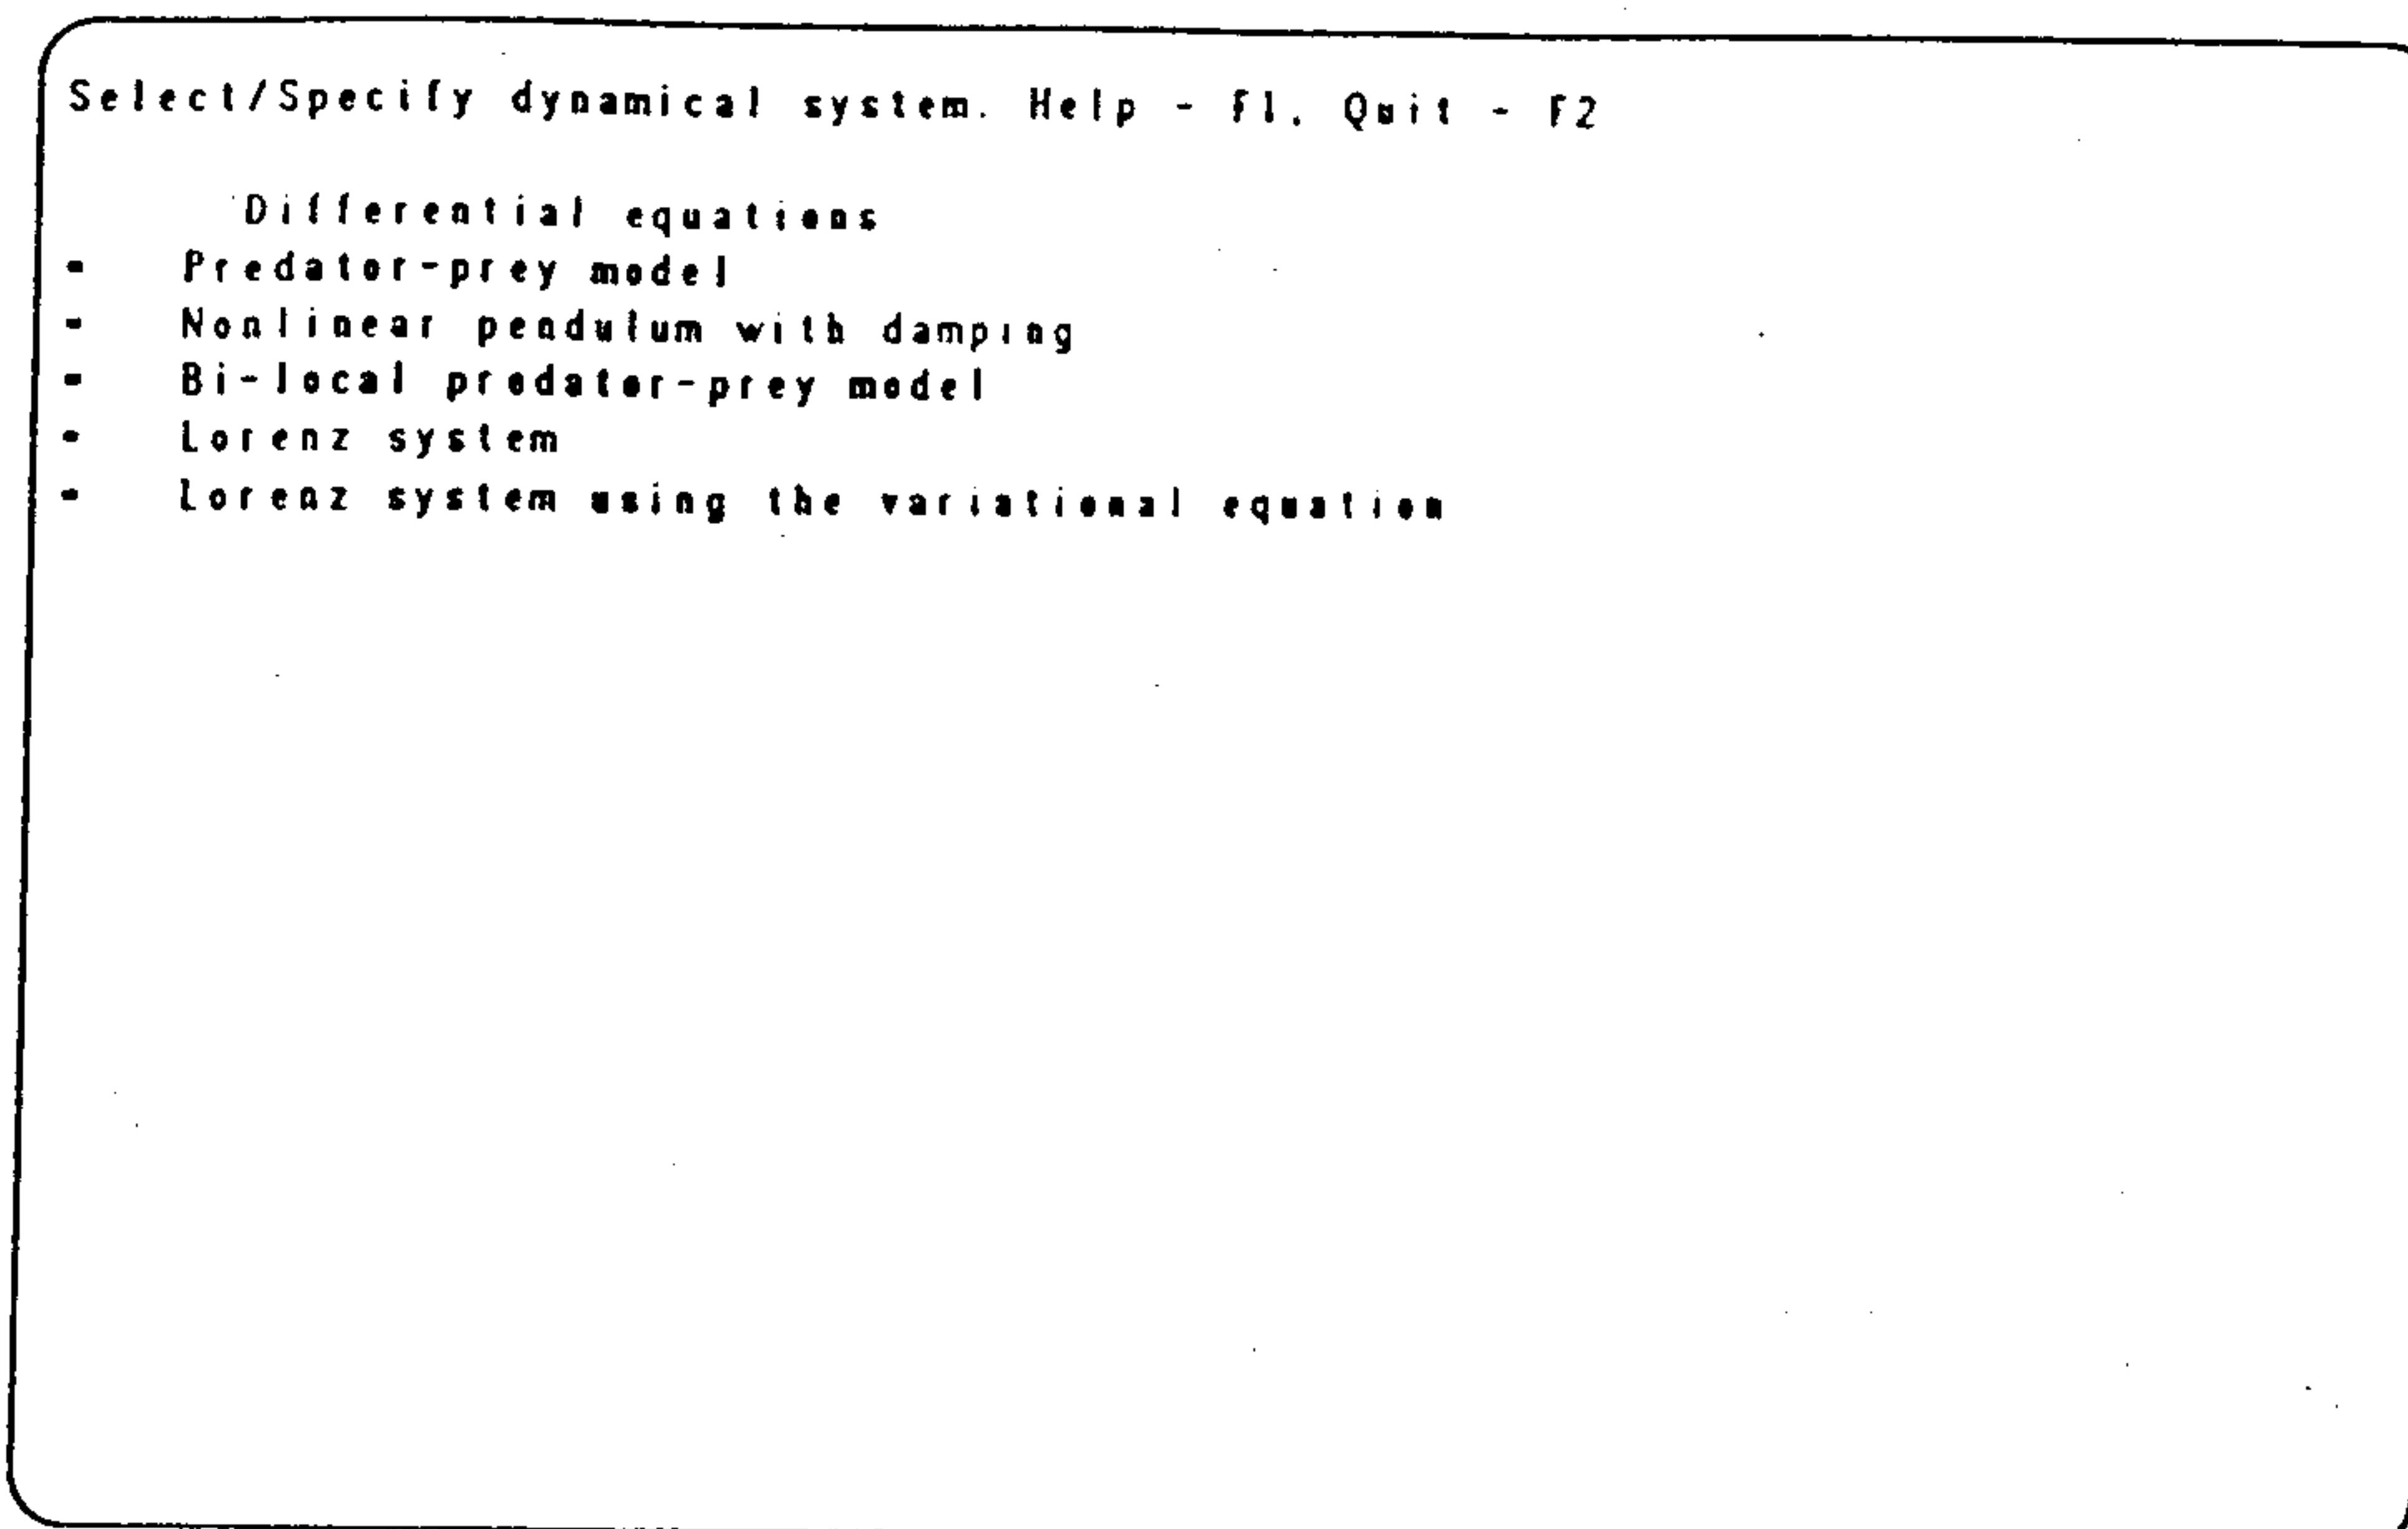 Select/Specify dynamical system. Help - F1, Quit - F2
Differential equations
- Predator-prey model
- Nonlinear pendulum with damping
- Bi-local predator-prey model
- Lorenz system
- Lorenz system using the variational equation